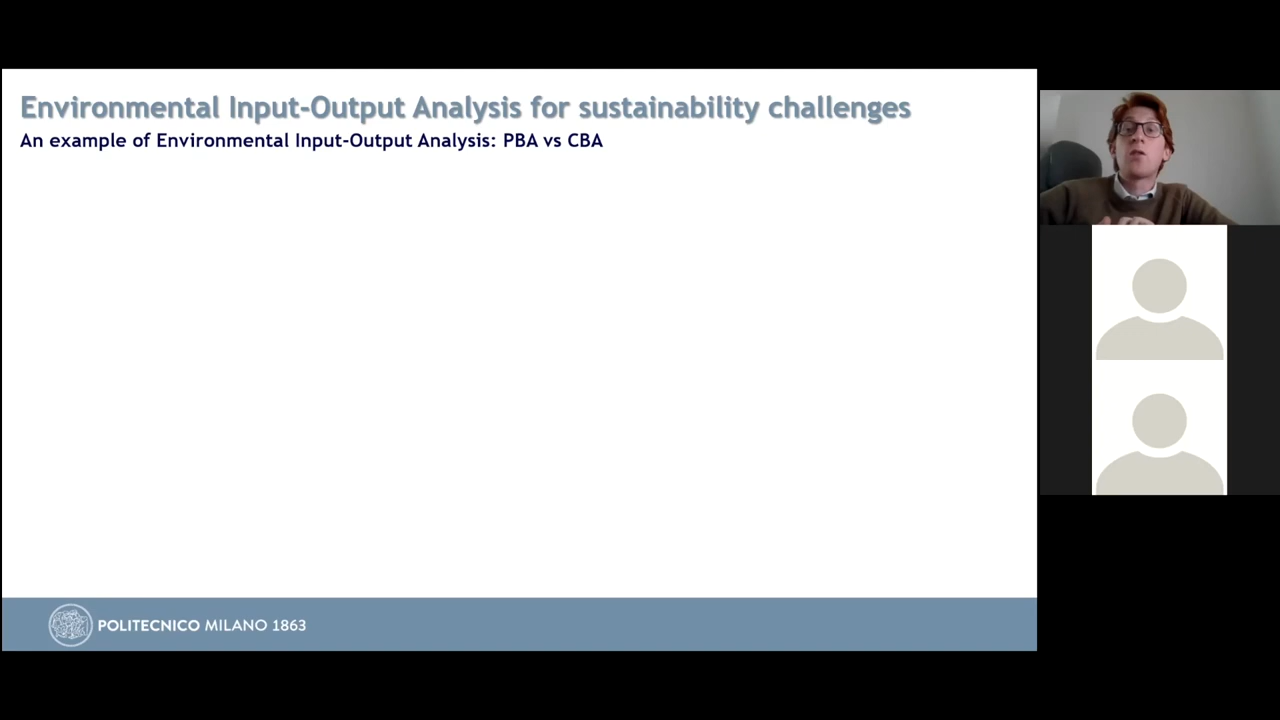 Environmental Input-Output Analysis for sustainability challenges
An example of Environmental Input-Output Analysis: PBA vs CBA
POLITECNICO MILANO 1863